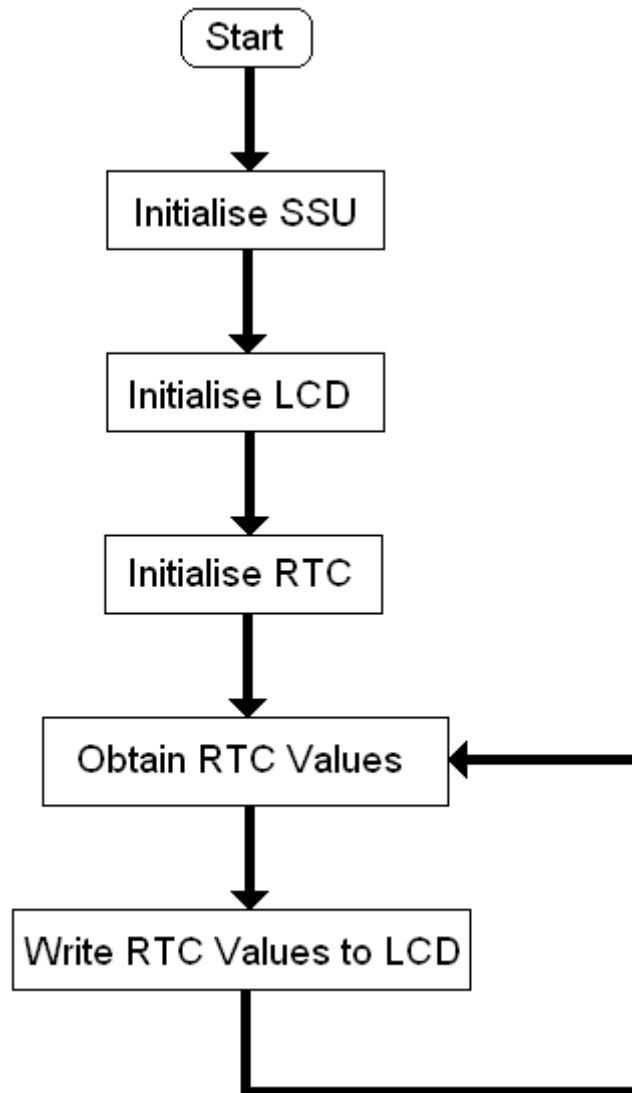 Start
Initialise SSU
Initialise LCD
Initialise RTC
Obtain RTC Values
Write RTC Values to LCD